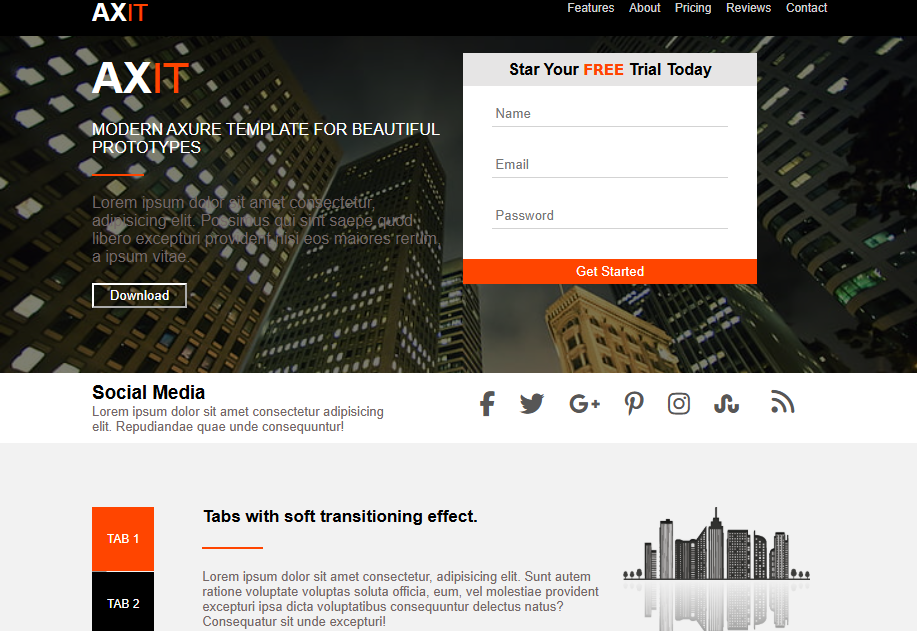 AXIT
Features About Pricing Reviews Contact
AXIT
MODERN AXURE TEMPLATE FOR BEAUTIFUL
PROTOTYPES
Lorem ipsum dolor sit amet consectetur,
adipisicing elit. Possimus qui sint saepe quod
libero excepturi provident nisi eos maiores rerum,
a ipsum vitae.
Download
Star Your FREE Trial Today
Name
Email
Password
Get Started
Social Media
Lorem ipsum dolor sit amet consectetur adipisicing
elit. Repudiandae quae unde consequuntur!
G+
TAB 1
TAB 2
Tabs with soft transitioning effect.
Lorem ipsum dolor sit amet consectetur, adipisicing elit. Sunt autem
ratione voluptate voluptas soluta officia, eum, vel molestiae provident
excepturi ipsa dicta voluptatibus consequuntur delectus natus?
Consequatur sit unde excepturi!